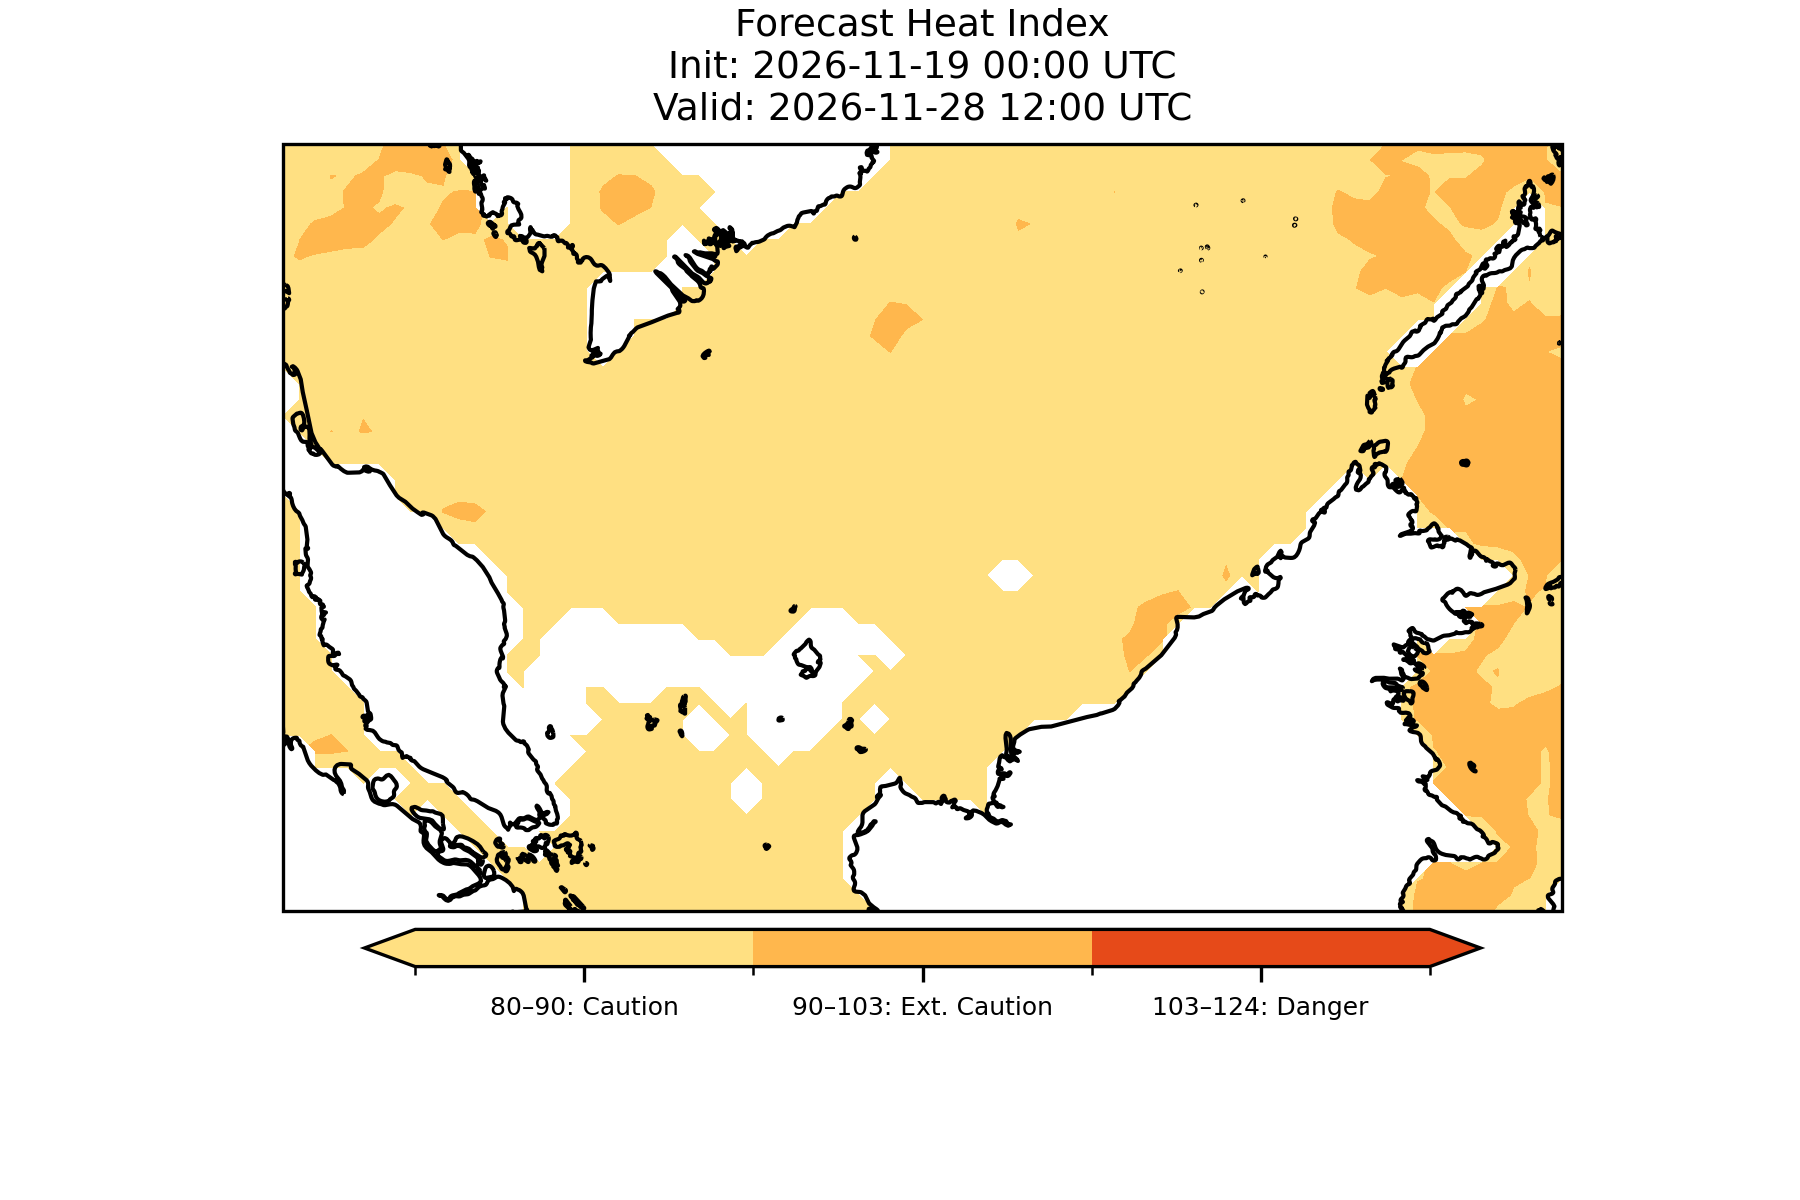 Forecast Heat Index
Init: 2026-11-19 00:00 UTC
Valid: 2026-11-28 12:00 UTC
80–90: Caution
90–103: Ext. Caution
103–124: Danger